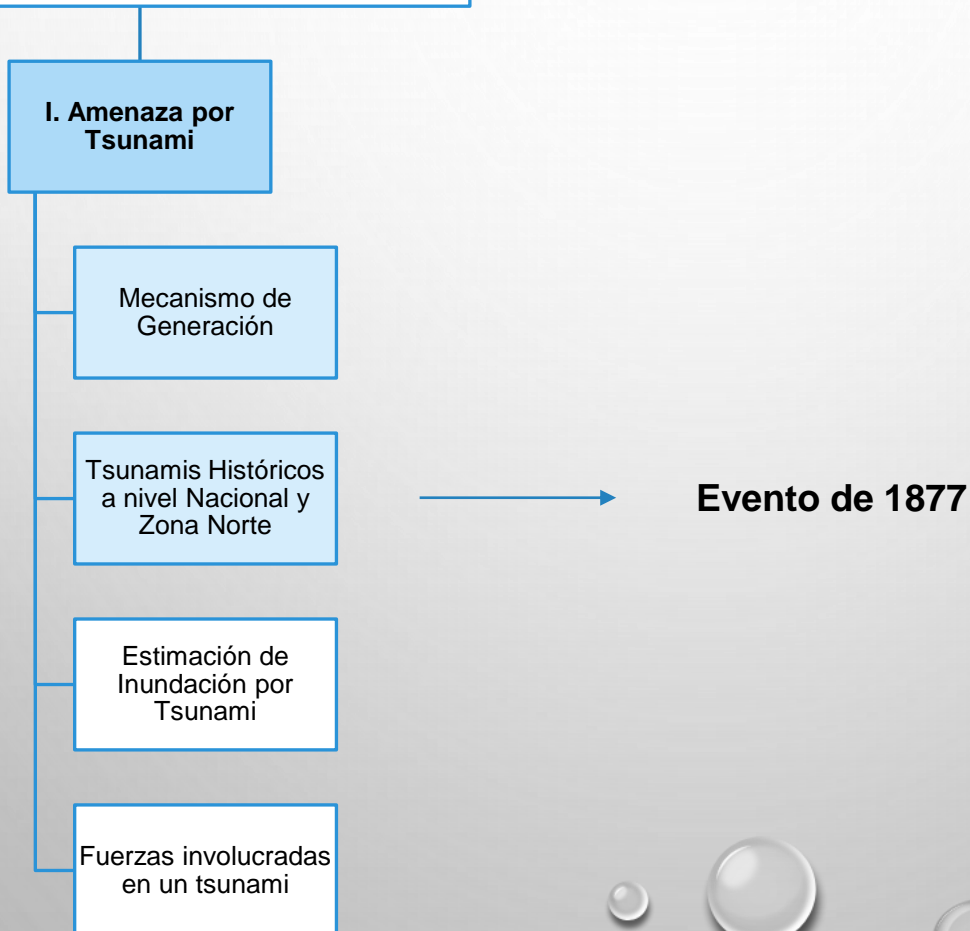 I. Amenaza por
Tsunami
Mecanismo de
Generación
Tsunamis Históricos
a nivel Nacional y
Zona Norte
Evento de 1877
Estimación de
Inundación por
Tsunami
Fuerzas involucradas
en un tsunami